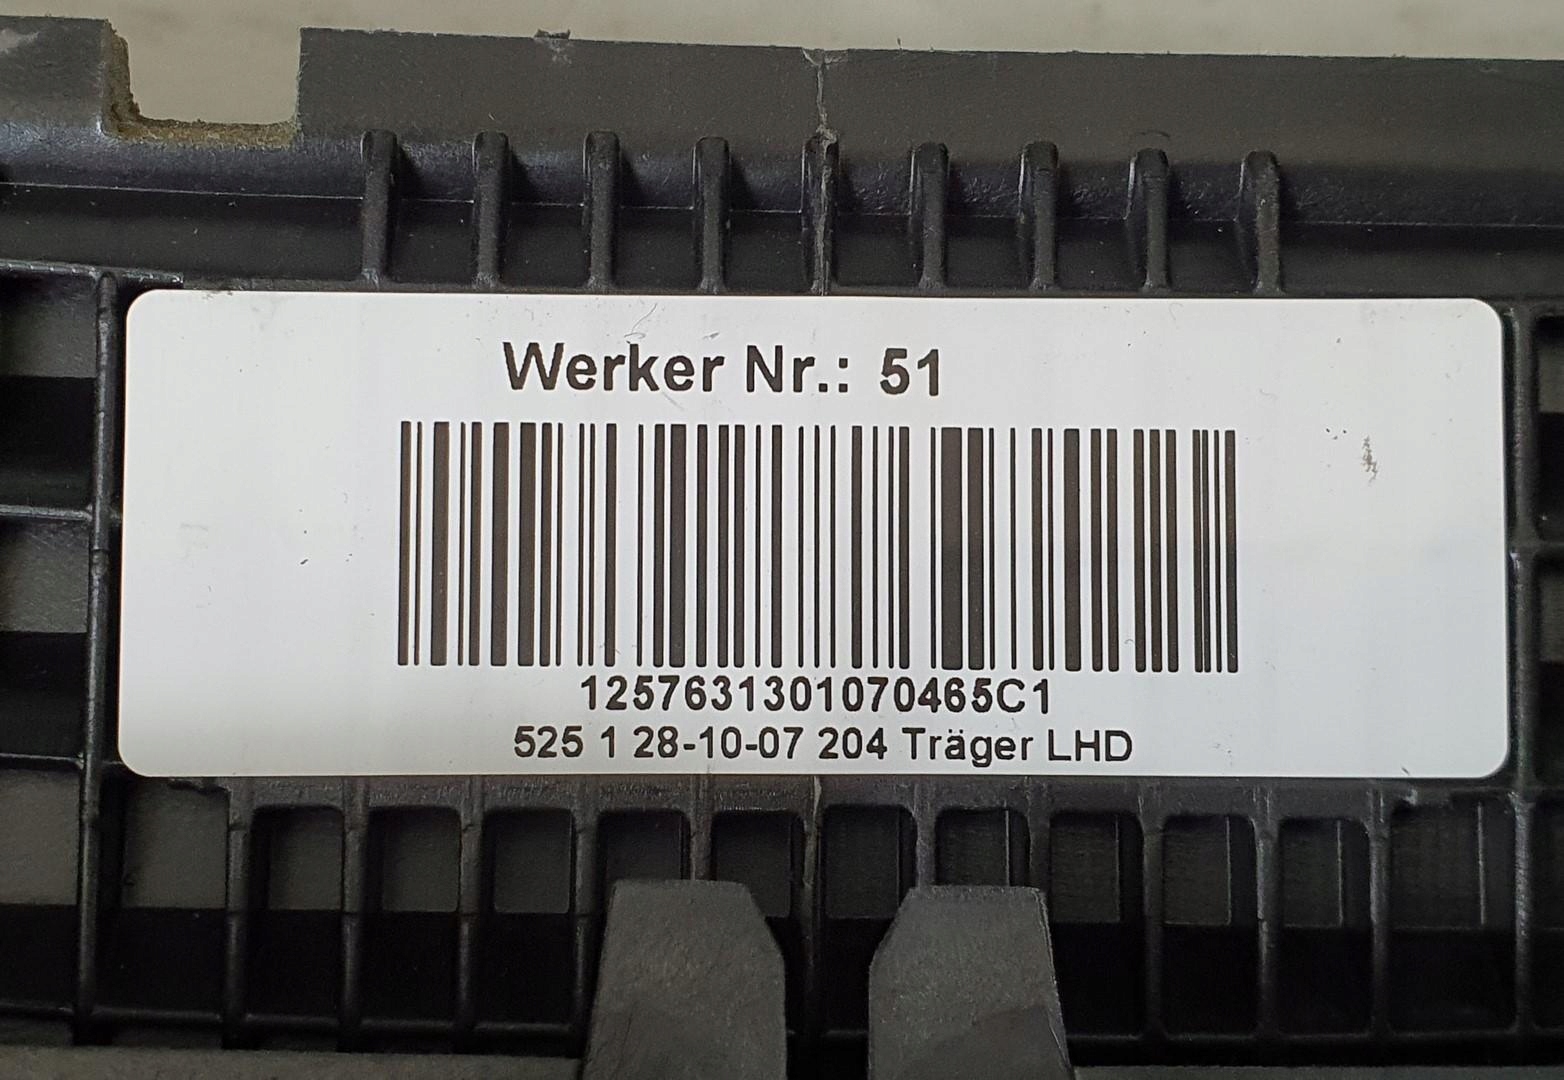 Werker Nr.: 51
1257631301070465C1
525 1 28-10-07 204 Träger LHD